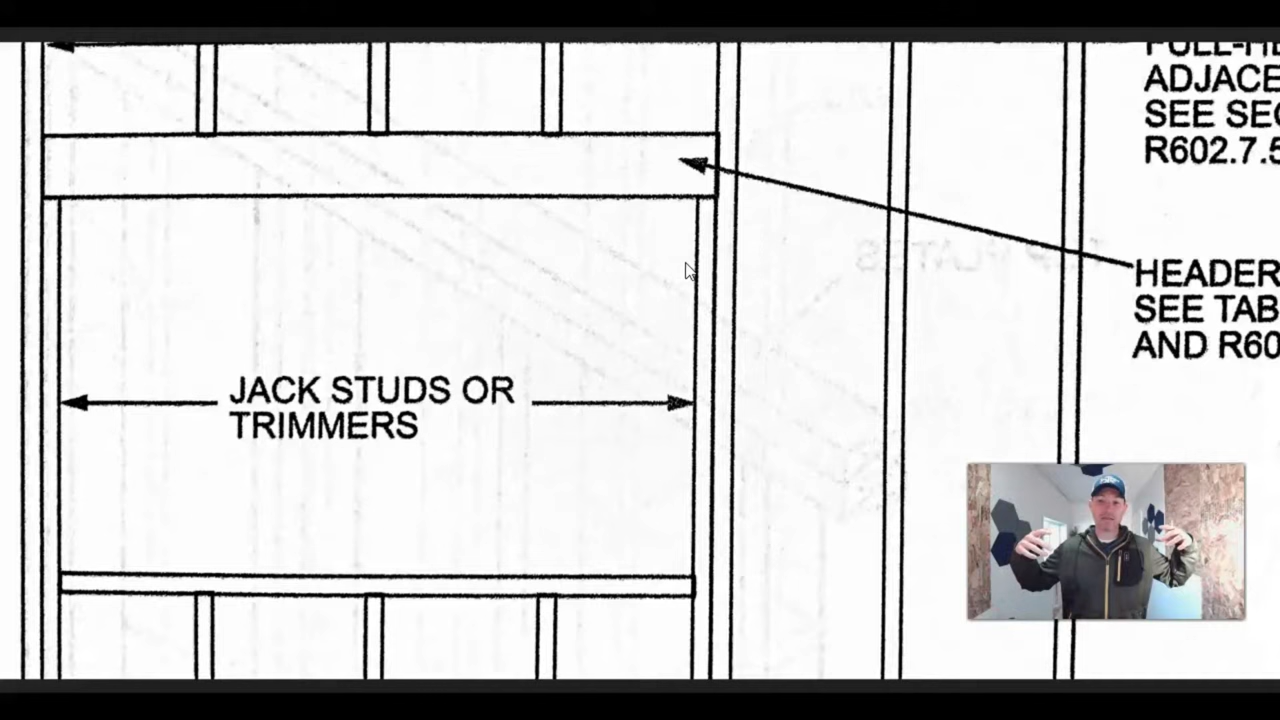 ADJACE
SEE SEC
R602.7.5
HEADER
SEE TAB
AND R60
JACK STUDS OR
TRIMMERS